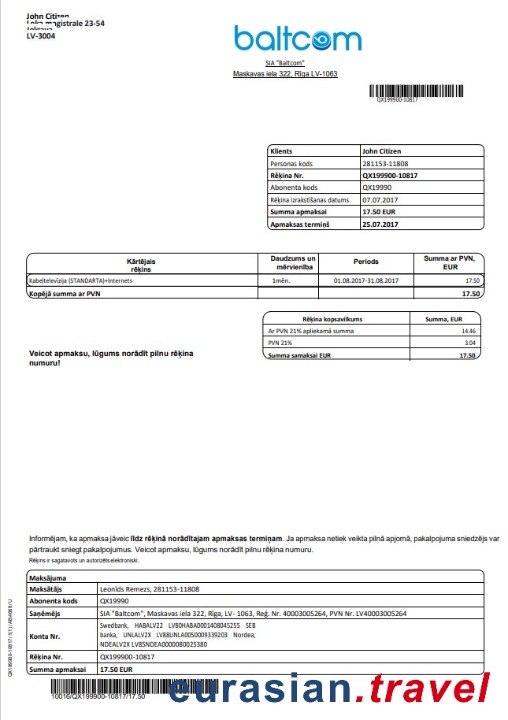 John Citizen
magistrale 23-54
LV-3004
baltcom
SIA "Baltcom"
Maskavas iela 322, Rīga LV-1063
QX199900-10817
Klients John Citizen
Personas kods 281153-11808
Rēķina Nr. QX199900-10817
Abonenta kods QX19990
Rēķina izrakstīšanas datums 07.07.2017
Summa apmaksai 17.50 EUR
Apmaksas termiņš 25.07.2017
Kārtējais rēķins Daudzums un mērvienība Periods Summa ar PVN, EUR
Kabeļtelevīzija (STANDARTA)+Internets 1mēn. 01.08.2017-31.08.2017 17.50
Kopējā summa ar PVN 17.50
Rēķina kopsavilkums Summa, EUR
Ar PVN 21% apliekamā summa 14.46
PVN 21% 3.04
Summa samaksai EUR 17.50
Veicot apmaksu, lūgums norādīt pilnu rēķina
numuru!
Informējam, ka apmaksa jāveic līdz rēķinā norādītajam apmaksas termiņam. Ja apmaksa netiek veikta pilnā apjomā, pakalpojuma sniedzējs var
pārtraukt sniegt pakalpojumus. Veicot apmaksu, lūgums norādīt pilnu rēķina numuru.
Rēķins ir sagatavots un autorizēts elektroniski.
Maksājuma
Maksātājs Leonīds Remezs, 281153-11808
Abonenta kods QX19990
Saņēmējs SIA "Baltcom", Maskavas iela 322, Rīga, LV- 1063, Reģ. Nr. 40003005264, PVN Nr. LV40003005264
Konta Nr. Swedbank, HABALV22 LV80HABA0001408045255 SEB
banka, UNLALV2X LV88UNLA0050009339203 Nordea,
NDEALV2X LV85NDEA0000080025380
Rēķina Nr. QX199900-10817
Summa apmaksai 17.50 EUR
10016/QX199900-10817/17.50
eurasian.travel